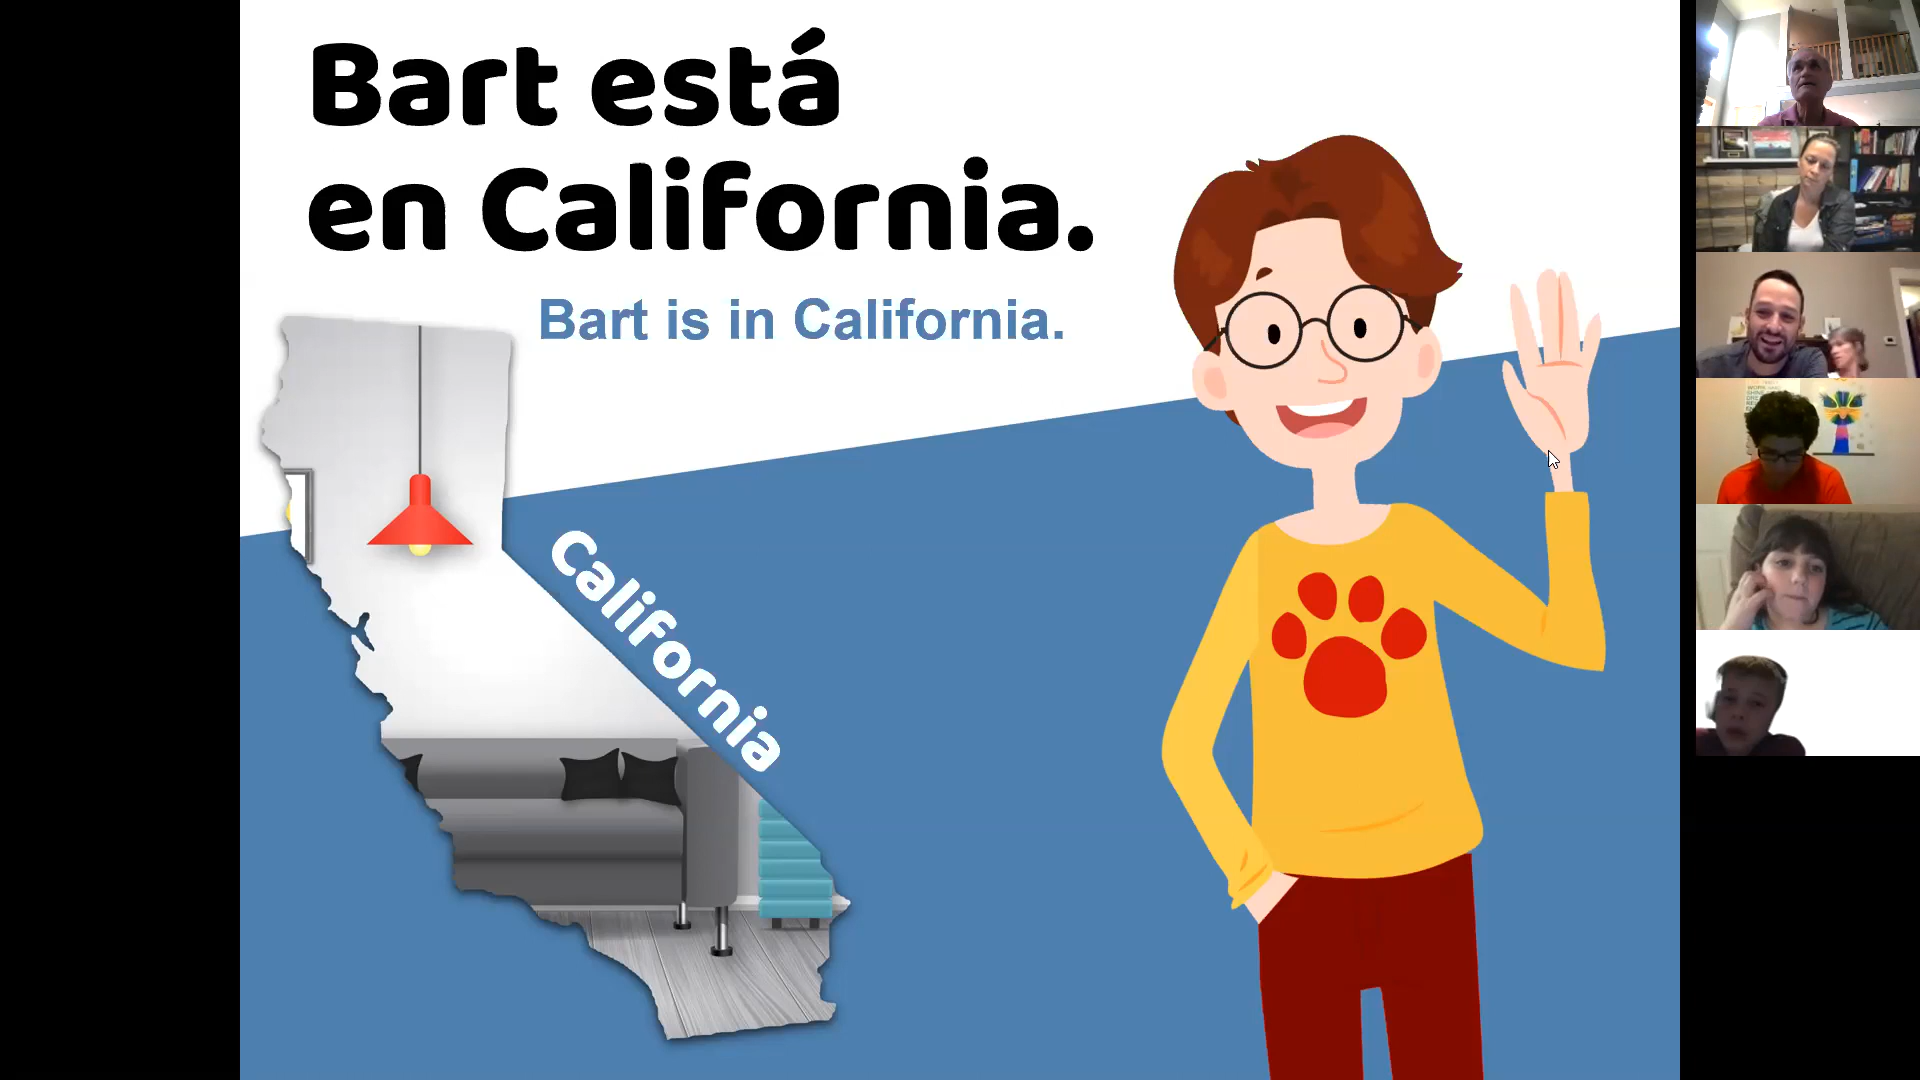 Bart está
en California.
Bart is in California.
California